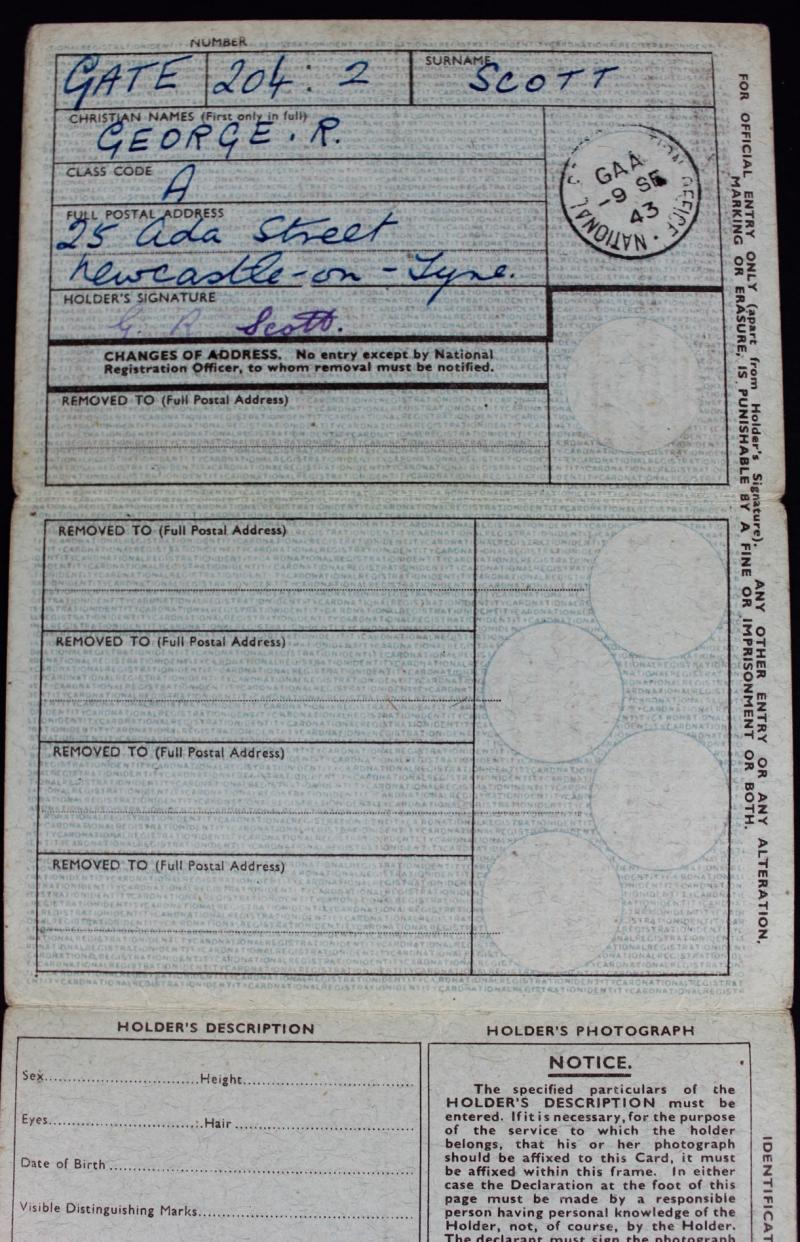 NUMBER
GATE 204: 2
SURNAME
SCOTT
CHRISTIAN NAMES (First only in full)
GEORGE. R.
CLASS CODE
A
FULL POSTAL ADDRESS
25 Ada Street
Newcastle-on-Tyne.
HOLDER'S SIGNATURE
G. R. Scott.
GAA
-9 SE
43
NATIONAL OFFICE
CHANGES OF ADDRESS. No entry except by National
Registration Officer, to whom removal must be notified.
REMOVED TO (Full Postal Address)
REMOVED TO (Full Postal Address)
REMOVED TO (Full Postal Address)
REMOVED TO (Full Postal Address)
REMOVED TO (Full Postal Address)
FOR OFFICIAL ENTRY ONLY (apart from Holder's Signature). ANY OTHER ENTRY OR ANY ALTERATION,
MARKING OR ERASURE, IS PUNISHABLE BY A FINE OR IMPRISONMENT OR BOTH.
HOLDER'S DESCRIPTION
Sex Height
Eyes Hair
Date of Birth
Visible Distinguishing Marks
HOLDER'S PHOTOGRAPH
NOTICE.
The specified particulars of the
HOLDER'S DESCRIPTION must be
entered. If it is necessary, for the purpose
of the service to which the holder
belongs, that his or her photograph
should be affixed to this Card, it must
be affixed within this frame. In either
case the Declaration at the foot of this
page must be made by a responsible
person having personal knowledge of the
Holder, not, of course, by the Holder.
The declarant must sign the photograph